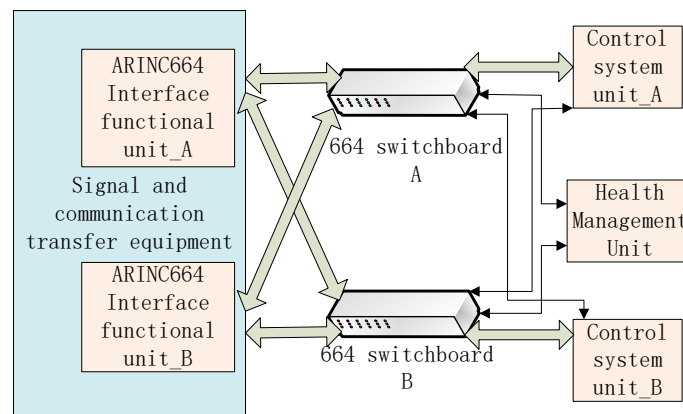 ARINC664
Interface
functional
unit_A
Signal and
communication
transfer equipment
ARINC664
Interface
functional
unit_B
664 switchboard
A
664 switchboard
B
Control
system
unit_A
Health
Management
Unit
Control
system
unit_B